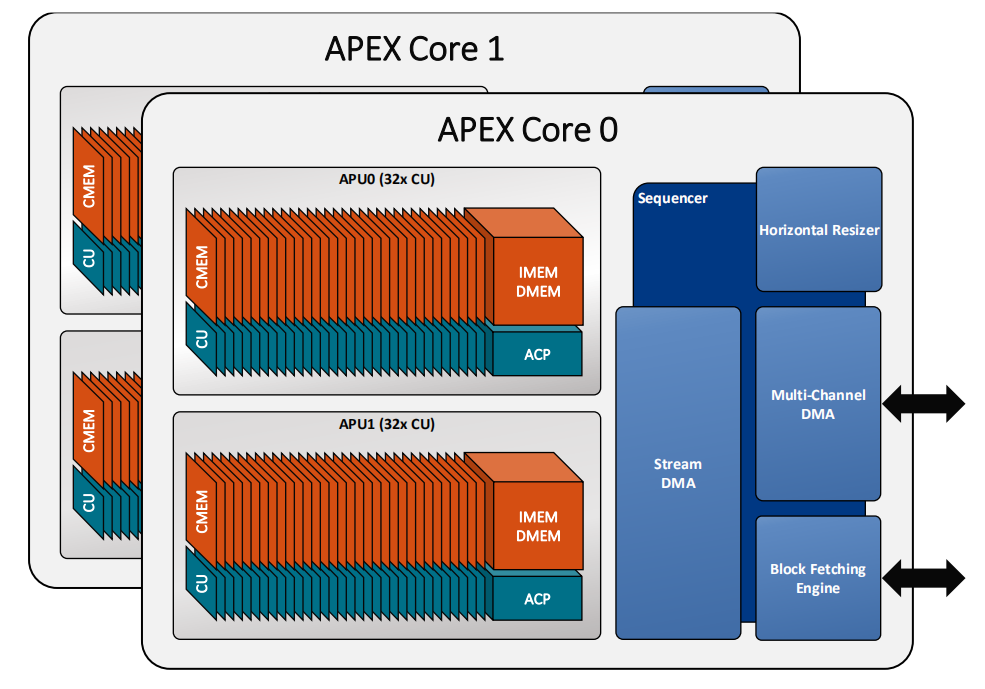 APEX Core 1
APEX Core 0
CMEM
CU
CMEM
CU
APU0 (32x CU)
CMEM
CU
IMEM
DMEM
ACP
APU1 (32x CU)
CMEM
CU
IMEM
DMEM
ACP
Sequencer
Horizontal Resizer
Stream
DMA
Multi-Channel
DMA
Block Fetching
Engine